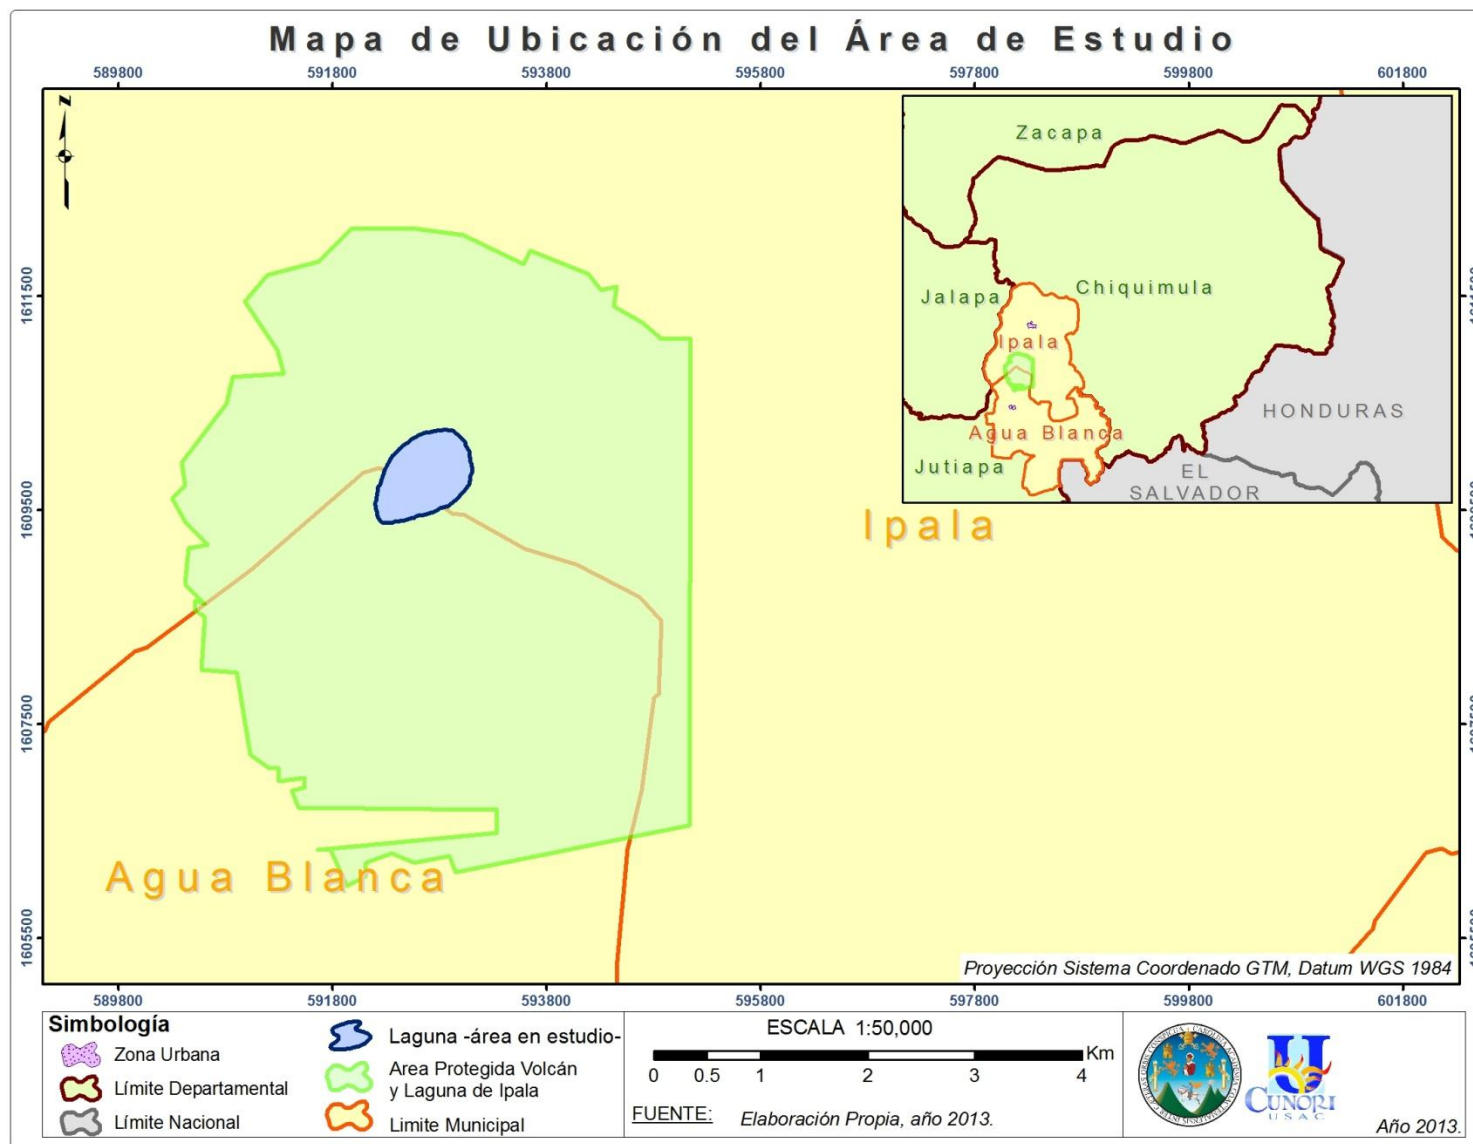 Mapa de Ubicación del Área de Estudio
589800 591800 593800 595800 597800 599800 601800
N
Zacapa
Jalapa
Chiquimula
Ipala
HONDURAS
Agua Blanca
Jutiapa
EL
SALVADOR
1611500
1609500
1607500
1605500
Ipala
Agua Blanca
Proyección Sistema Coordenado GTM, Datum WGS 1984
589800 591800 593800 595800 597800 599800 601800
Simbología
Zona Urbana
Límite Departamental
Límite Nacional
Laguna -área en estudio-
Area Protegida Volcán
y Laguna de Ipala
Limite Municipal
ESCALA 1:50,000
Km
0 0.5 1 2 3 4
FUENTE: Elaboración Propia, año 2013.
CUNORI
USAC
Año 2013.